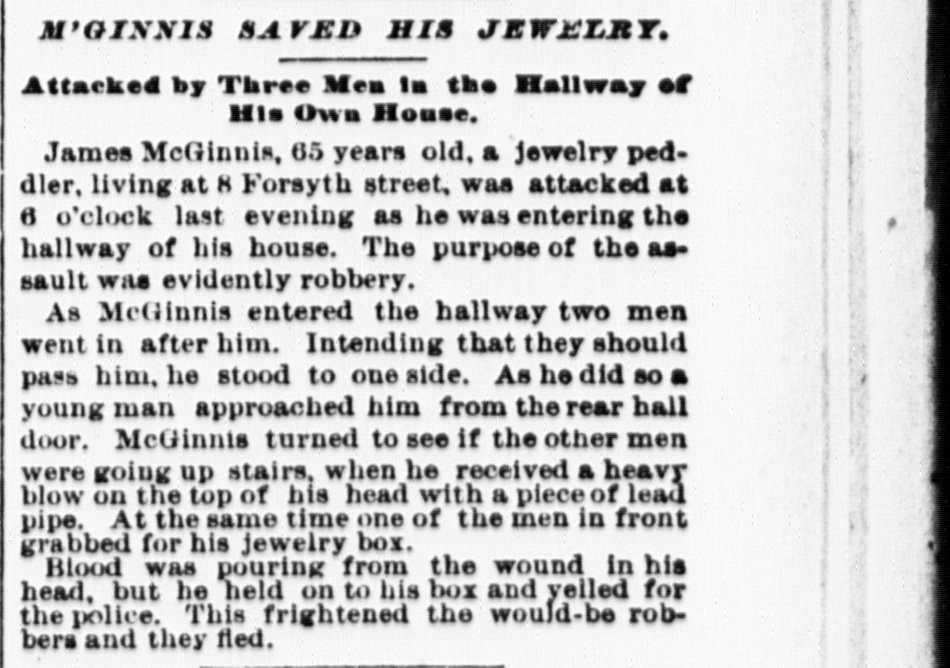 M'GINNIS SAVED HIS JEWELRY.
Attacked by Three Men in the Hallway of
His Own House.
James McGinnis, 65 years old, a jewelry ped-
dler, living at 8 Forsyth street, was attacked at
6 o'clock last evening as he was entering the
hallway of his house. The purpose of the as-
sault was evidently robbery.
As McGinnis entered the hallway two men
went in after him. Intending that they should
pass him, he stood to one side. As he did so a
young man approached him from the rear hall
door. McGinnis turned to see if the other men
were going up stairs, when he received a heavy
blow on the top of his head with a piece of lead
pipe. At the same time one of the men in front
grabbed for his jewelry box.
Blood was pouring from the wound in his
head, but he held on to his box and yelled for
the police. This frightened the would-be rob-
bers and they fled.